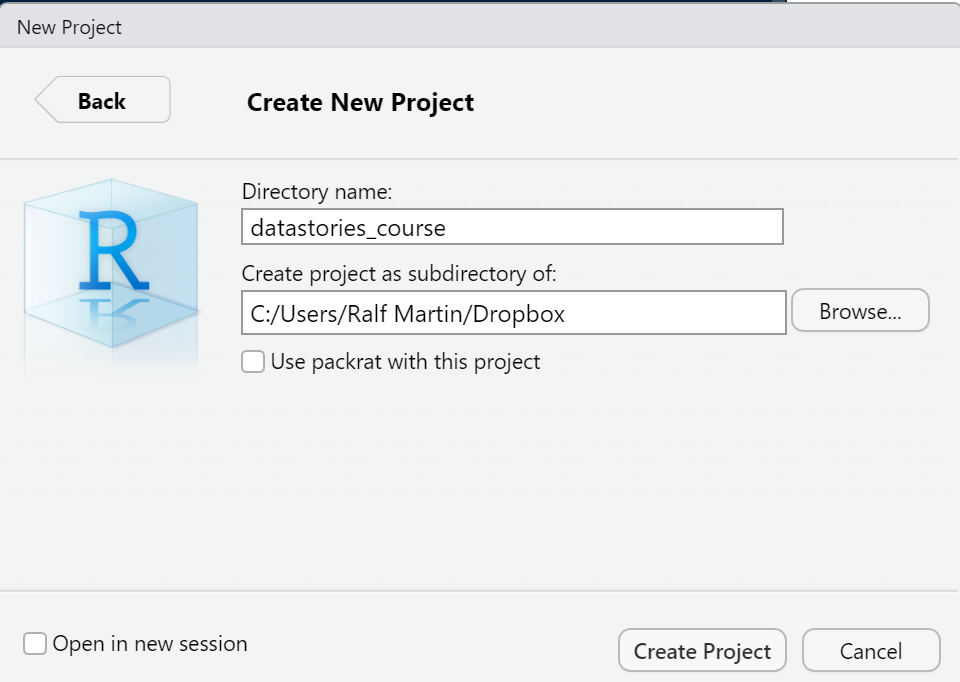 New Project
Back
Create New Project
R
Directory name:
datastories_course
Create project as subdirectory of:
C:/Users/Ralf Martin/Dropbox
Browse...
Use packrat with this project
Open in new session
Create Project
Cancel